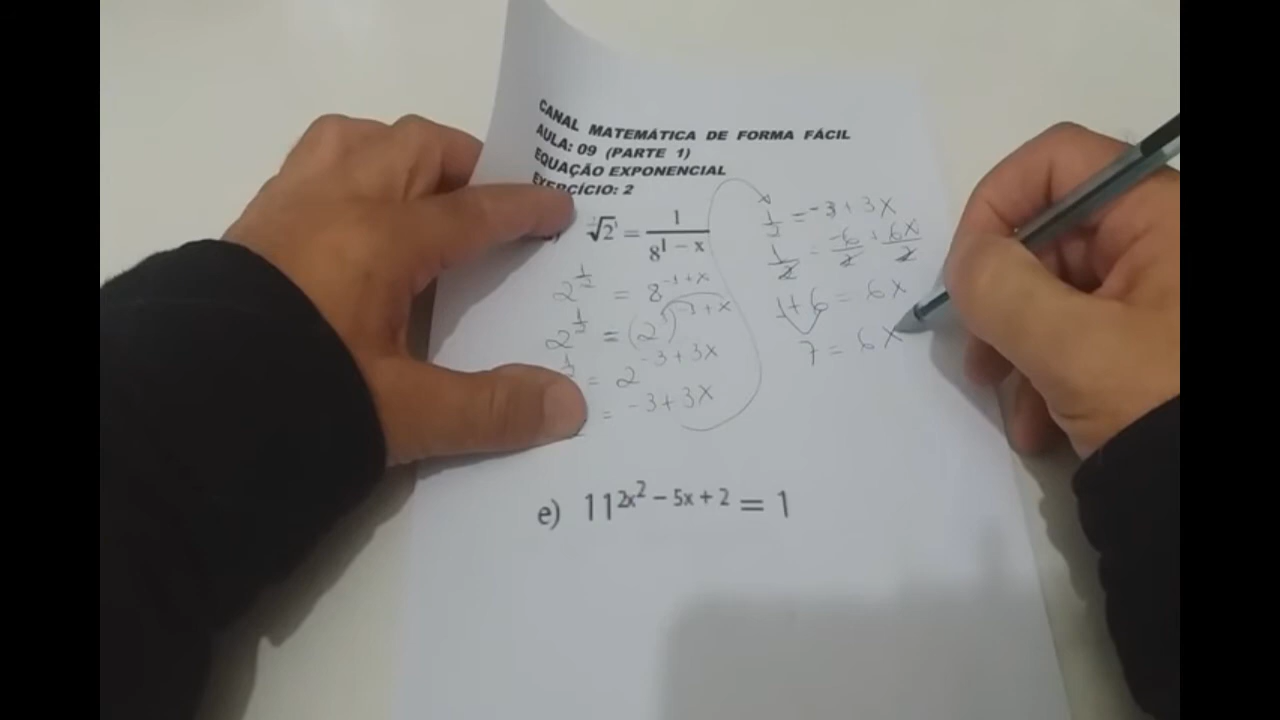 CANAL MATEMÁTICA DE FORMA FÁCIL
AULA: 09 (PARTE 1)
EQUAÇÃO EXPONENCIAL
EXERCÍCIO: 2
√2¹ = 1/8^(1 – x)
2^(1/2) = 8^(-1+x)
2^(1/2) = (2³)^(-1+x)
1/2 = 2^(-3+3x)
= -3+3x
1/2 = -3+3x
1/2 = -6/2 + 6x/2
1+6 = 6x
7 = 6x
e) 11^(2x² – 5x + 2) = 1